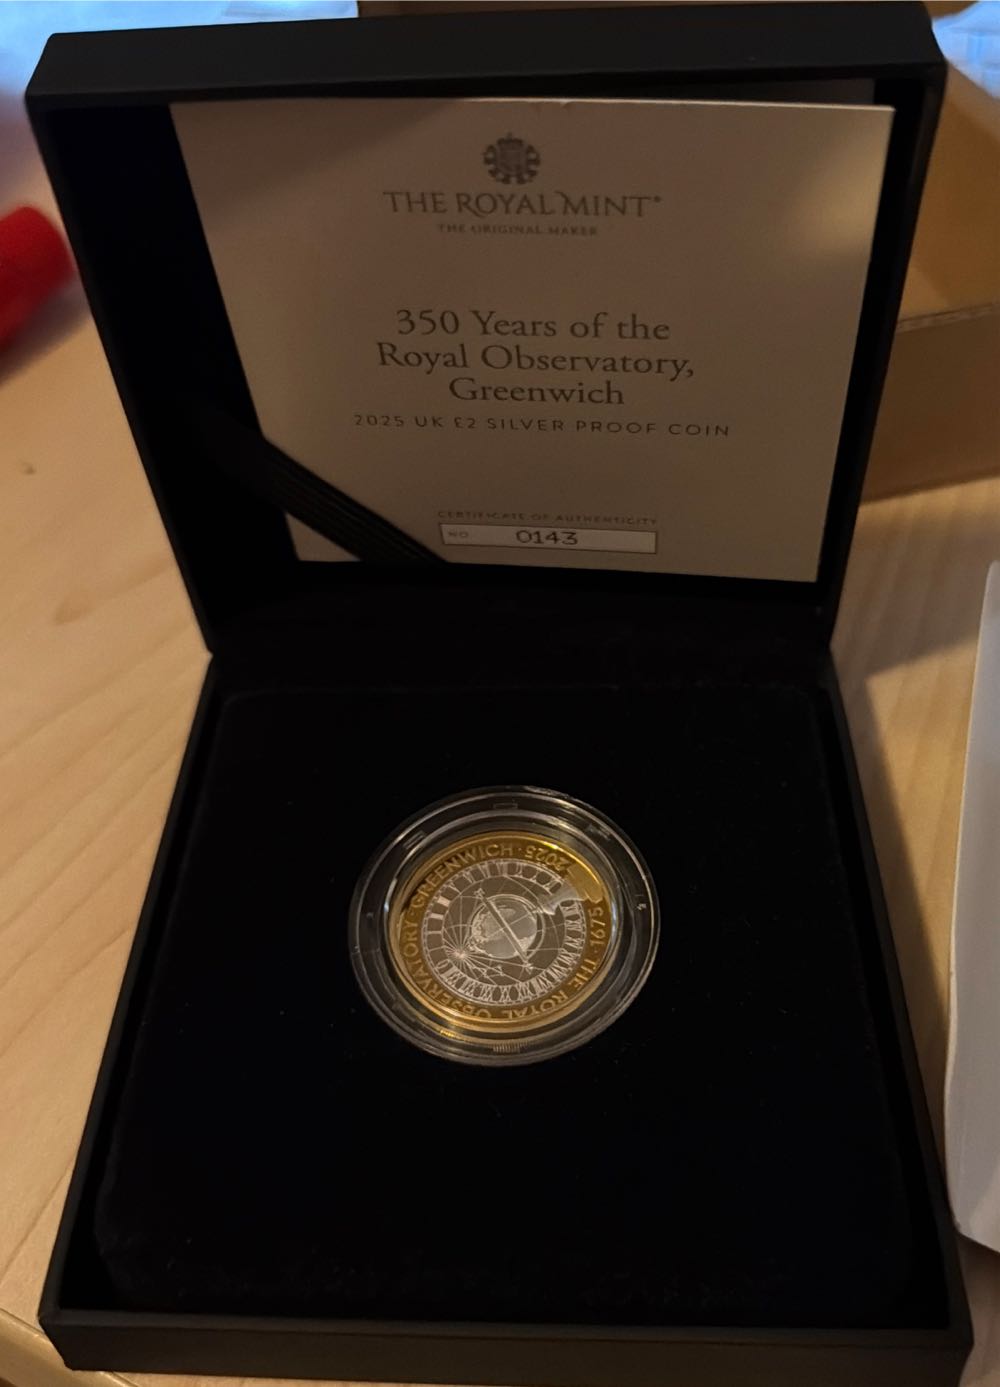 THE ROYAL MINT®
THE ORIGINAL MAKER
350 Years of the
Royal Observatory,
Greenwich
2025 UK £2 SILVER PROOF COIN
CERTIFICATE OF AUTHENTICITY
NO. 0143
1675 · THE ROYAL OBSERVATORY · GREENWICH · 2025